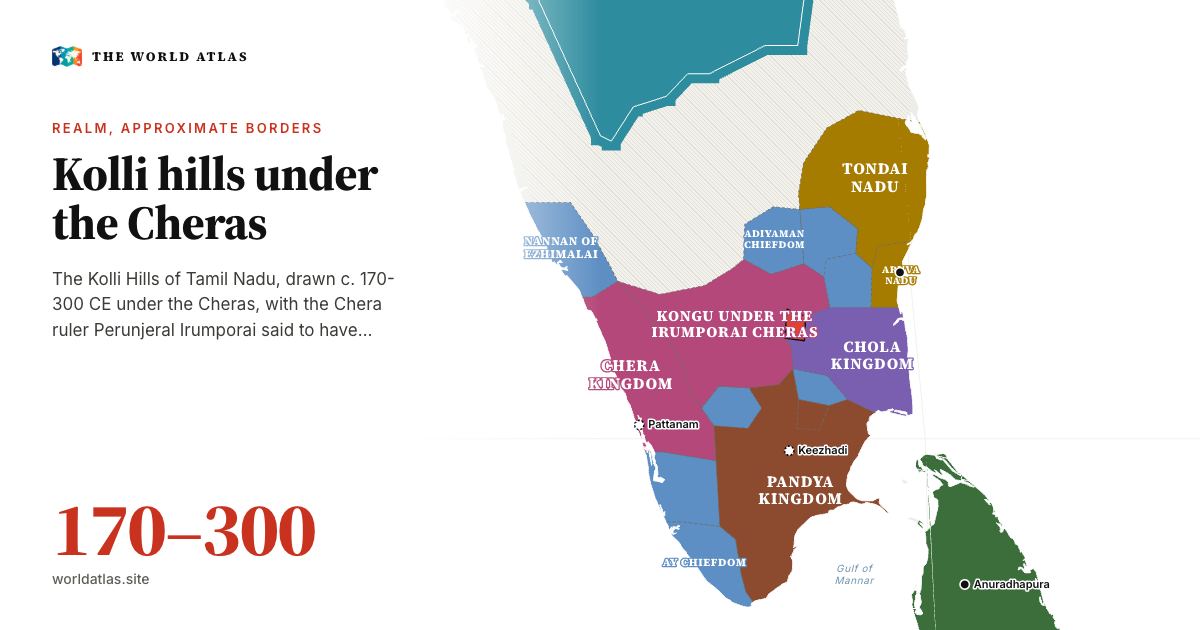 THE WORLD ATLAS
REALM, APPROXIMATE BORDERS
Kolli hills under
the Cheras
The Kolli Hills of Tamil Nadu, drawn c. 170-
300 CE under the Cheras, with the Chera
ruler Perunjeral Irumporai said to have...
170–300
worldatlas.site
TONDAI
NADU
NANNAN OF
EZHIMALAI
ADIYAMAN
CHIEFDOM
NADU
KONGU UNDER THE
IRUMPORAI CHERAS
CHOLA
KINGDOM
CHERA
KINGDOM
Pattanam
Keezhadi
PANDYA
KINGDOM
AY CHIEFDOM
Gulf of
Mannar
Anuradhapura